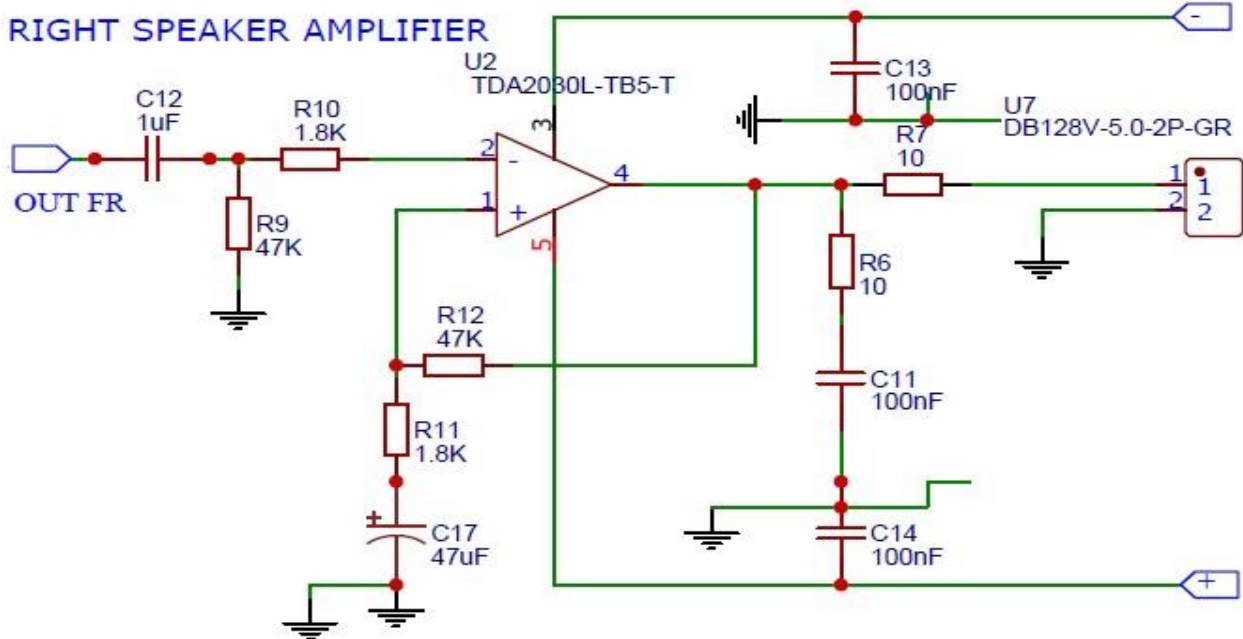 RIGHT SPEAKER AMPLIFIER
U2
TDA2030L-TB5-T
-
C13
100nF
U7
DB128V-5.0-2P-GR
C12
1uF
R10
1.8K
3
R7
10
2
-
4
1
1
2
2
OUT FR
R9
47K
1
+
5
R6
10
R12
47K
C11
100nF
R11
1.8K
+
C17
47uF
C14
100nF
+